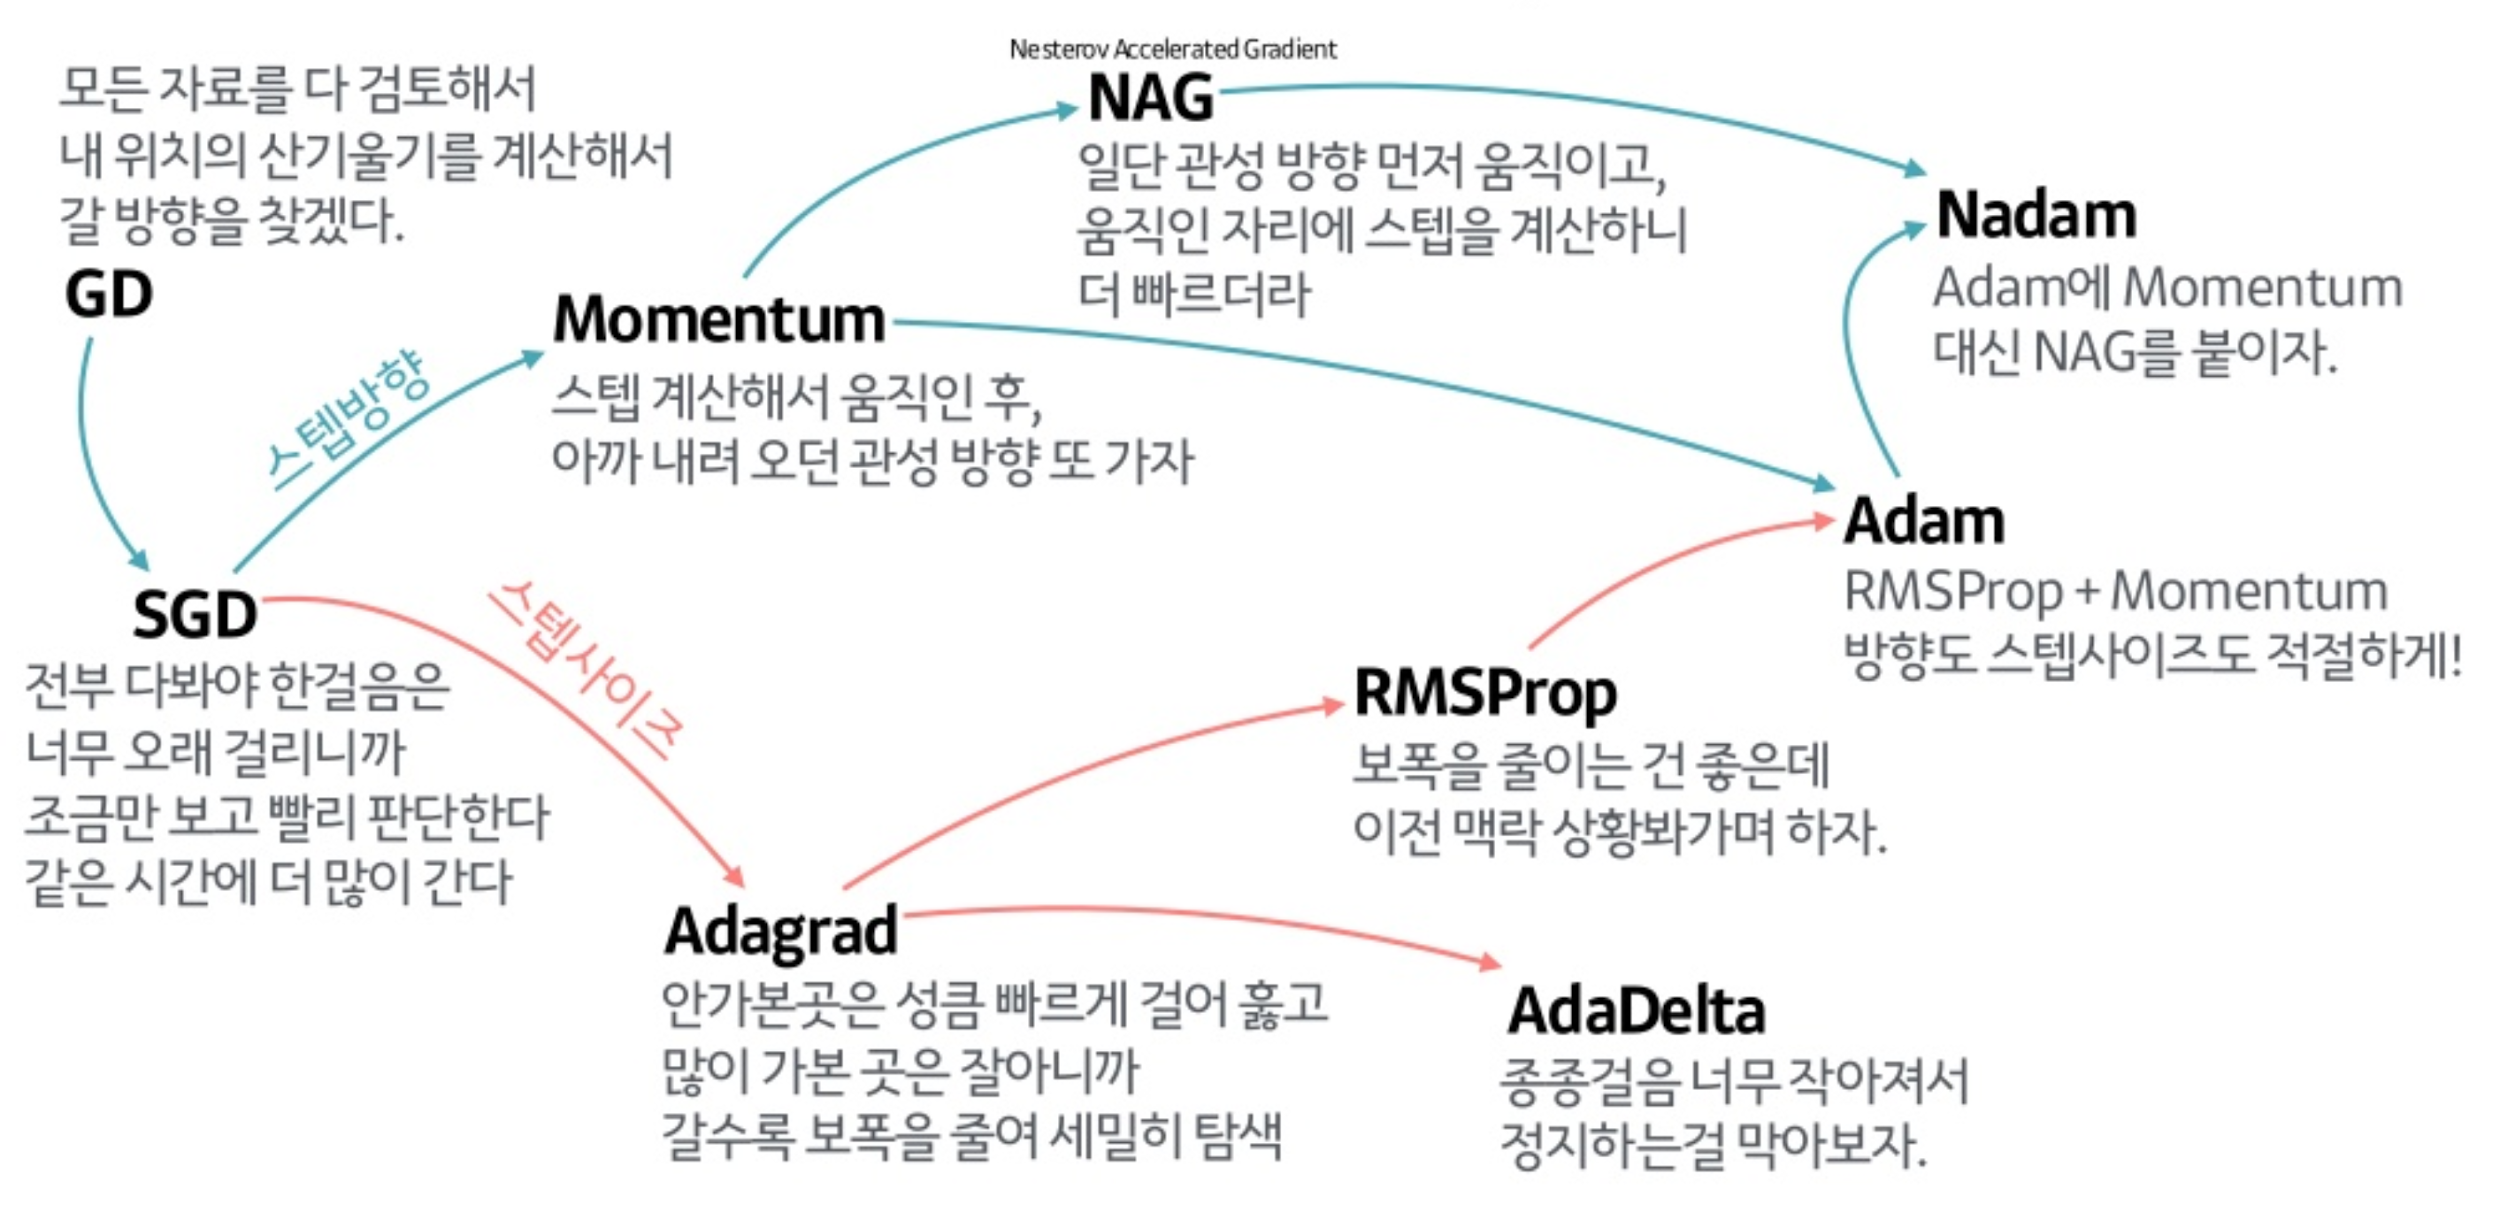 모든 자료를 다 검토해서
내 위치의 산기울기를 계산해서
갈 방향을 찾겠다.
GD
스텝방향
SGD
전부 다봐야 한걸음은
너무 오래 걸리니까
조금만 보고 빨리 판단한다
같은 시간에 더 많이 간다
Momentum
스텝 계산해서 움직인 후,
아까 내려 오던 관성 방향 또 가자
Nesterov Accelerated Gradient
NAG
일단 관성 방향 먼저 움직이고,
움직인 자리에 스텝을 계산하니
더 빠르더라
Nadam
Adam에 Momentum
대신 NAG를 붙이자.
Adam
RMSProp + Momentum
방향도 스텝사이즈도 적절하게!
스텝사이즈
Adagrad
안가본곳은 성큼 빠르게 걸어 훓고
많이 가본 곳은 잘아니까
갈수록 보폭을 줄여 세밀히 탐색
RMSProp
보폭을 줄이는 건 좋은데
이전 맥락 상황봐가며 하자.
AdaDelta
종종걸음 너무 작아져서
정지하는걸 막아보자.